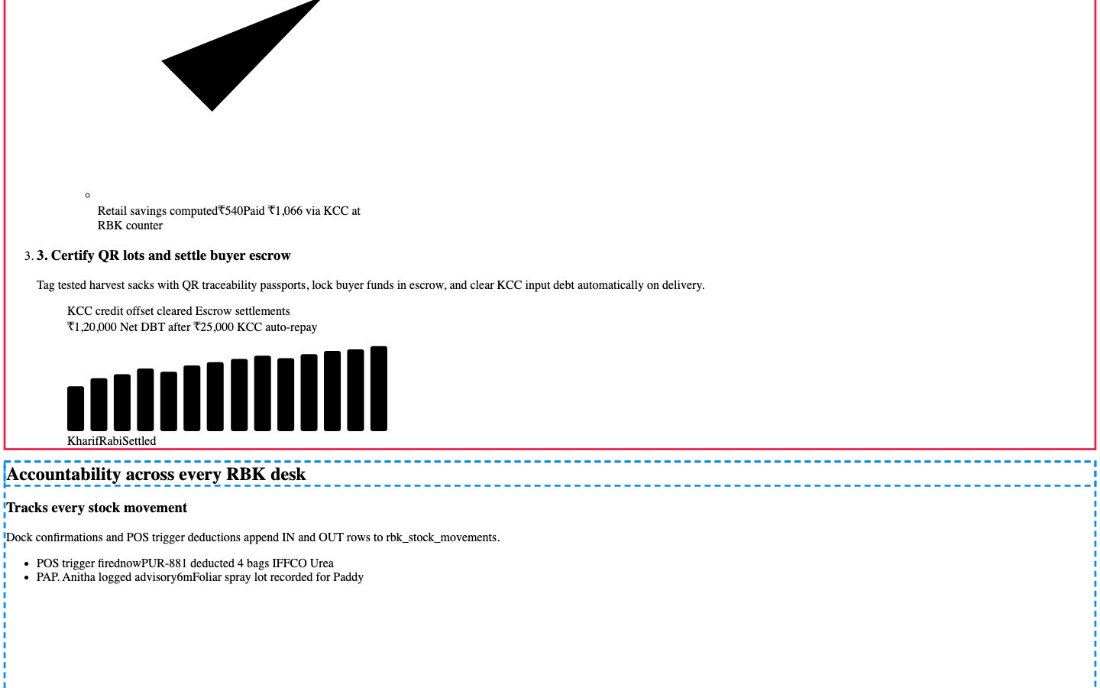 Retail savings computed₹540Paid ₹1,066 via KCC at
RBK counter
3. 3. Certify QR lots and settle buyer escrow
Tag tested harvest sacks with QR traceability passports, lock buyer funds in escrow, and clear KCC input debt automatically on delivery.
KCC credit offset cleared Escrow settlements
₹1,20,000 Net DBT after ₹25,000 KCC auto-repay
KharifRabiSettled
Accountability across every RBK desk
Tracks every stock movement
Dock confirmations and POS trigger deductions append IN and OUT rows to rbk_stock_movements.
POS trigger firednowPUR-881 deducted 4 bags IFFCO Urea
PAP. Anitha logged advisory6mFoliar spray lot recorded for Paddy